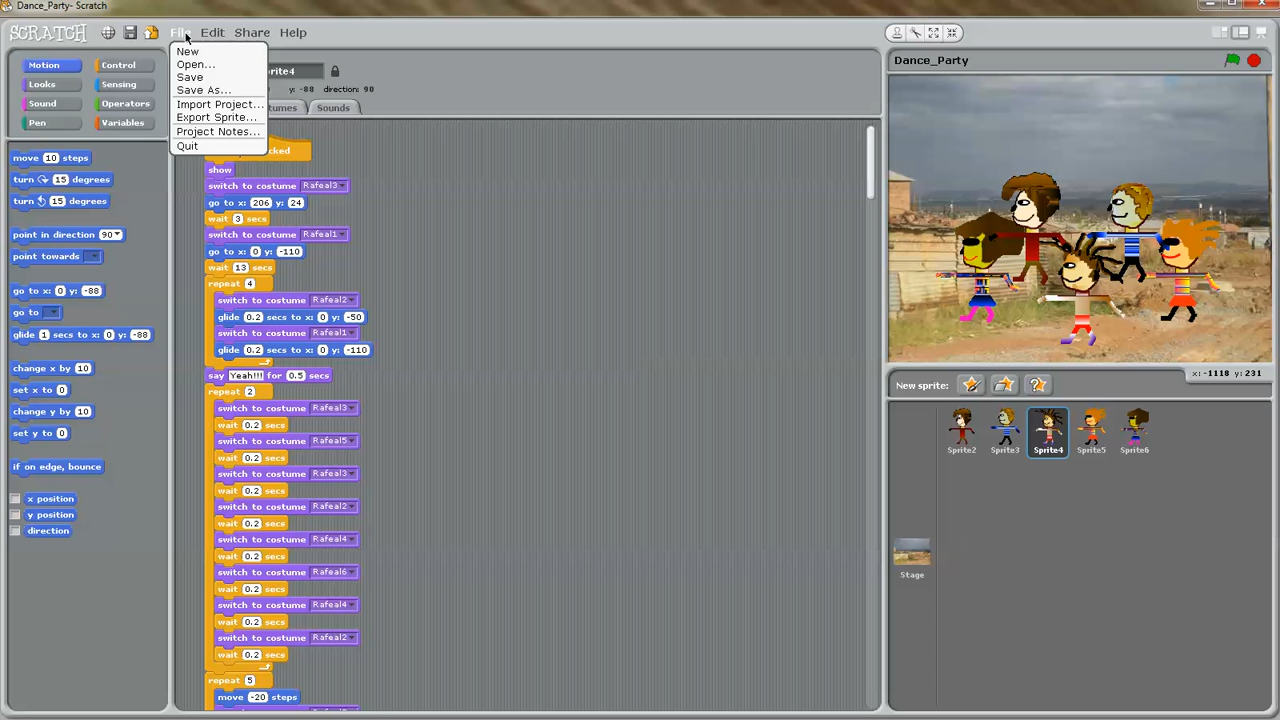 Dance_Party- Scratch
SCRATCH File Edit Share Help
New
Open...
Save
Save As...
Import Project...
Export Sprite...
Project Notes...
Quit
Motion Control
Looks Sensing
Sound Operators
Pen Variables
y: -88 direction: 90
Sounds
move 10 steps
turn 15 degrees
turn 15 degrees
point in direction 90
point towards
go to x: 0 y: -88
go to
glide 1 secs to x: 0 y: -88
change x by 10
set x to 0
change y by 10
set y to 0
if on edge, bounce
x position
y position
direction
show
switch to costume Rafeal3
go to x: 206 y: 24
wait 3 secs
switch to costume Rafeal1
go to x: 0 y: -110
wait 13 secs
repeat 4
switch to costume Rafeal2
glide 0.2 secs to x: 0 y: -50
switch to costume Rafeal1
glide 0.2 secs to x: 0 y: -110
say Yeah!!! for 0.5 secs
repeat 2
switch to costume Rafeal3
wait 0.2 secs
switch to costume Rafeal5
wait 0.2 secs
switch to costume Rafeal3
wait 0.2 secs
switch to costume Rafeal2
wait 0.2 secs
switch to costume Rafeal4
wait 0.2 secs
switch to costume Rafeal6
wait 0.2 secs
switch to costume Rafeal4
wait 0.2 secs
switch to costume Rafeal2
wait 0.2 secs
repeat 5
move -20 steps
Dance_Party
x: -1118 y: 231
New sprite:
Sprite2 Sprite3 Sprite4 Sprite5 Sprite6
Stage